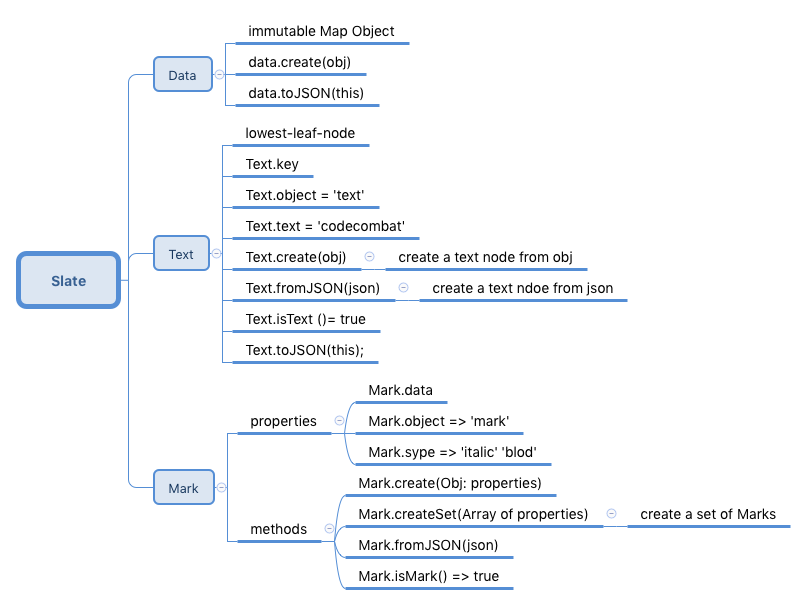 Slate
Data
immutable Map Object
data.create(obj)
data.toJSON(this)
Text
lowest-leaf-node
Text.key
Text.object = 'text'
Text.text = 'codecombat'
Text.create(obj)
create a text node from obj
Text.fromJSON(json)
create a text ndoe from json
Text.isText ()= true
Text.toJSON(this);
Mark
properties
Mark.data
Mark.object => 'mark'
Mark.sype => 'italic' 'blod'
methods
Mark.create(Obj: properties)
Mark.createSet(Array of properties)
create a set of Marks
Mark.fromJSON(json)
Mark.isMark() => true